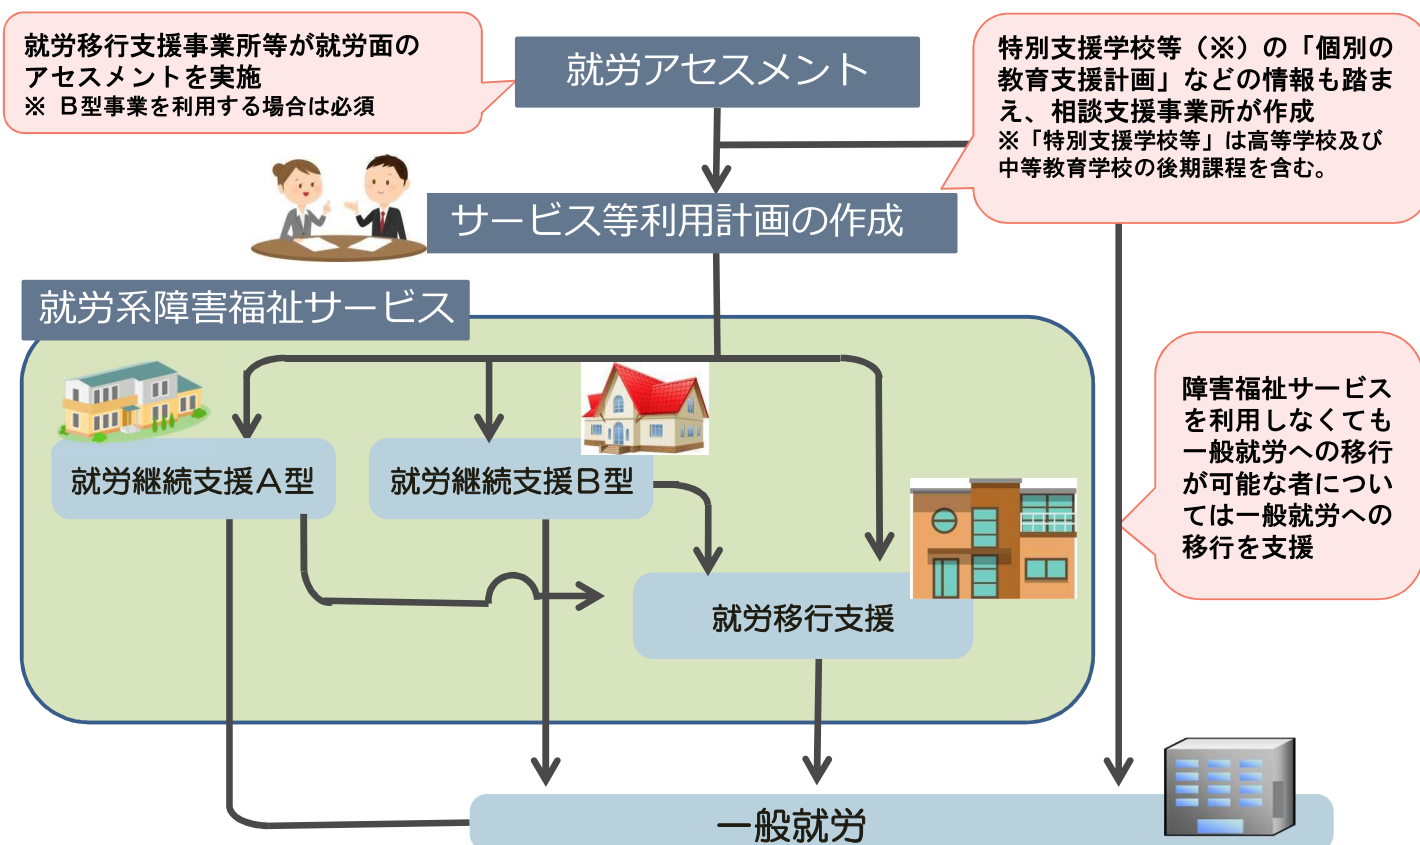 就労移行支援事業所等が就労面の
アセスメントを実施
※ B型事業を利用する場合は必須
就労アセスメント
特別支援学校等（※）の「個別の
教育支援計画」などの情報も踏ま
え、相談支援事業所が作成
※「特別支援学校等」は高等学校及び
中等教育学校の後期課程を含む。
サービス等利用計画の作成
就労系障害福祉サービス
就労継続支援A型
就労継続支援B型
就労移行支援
障害福祉サービス
を利用しなくても
一般就労への移行
が可能な者につい
ては一般就労への
移行を支援
一般就労